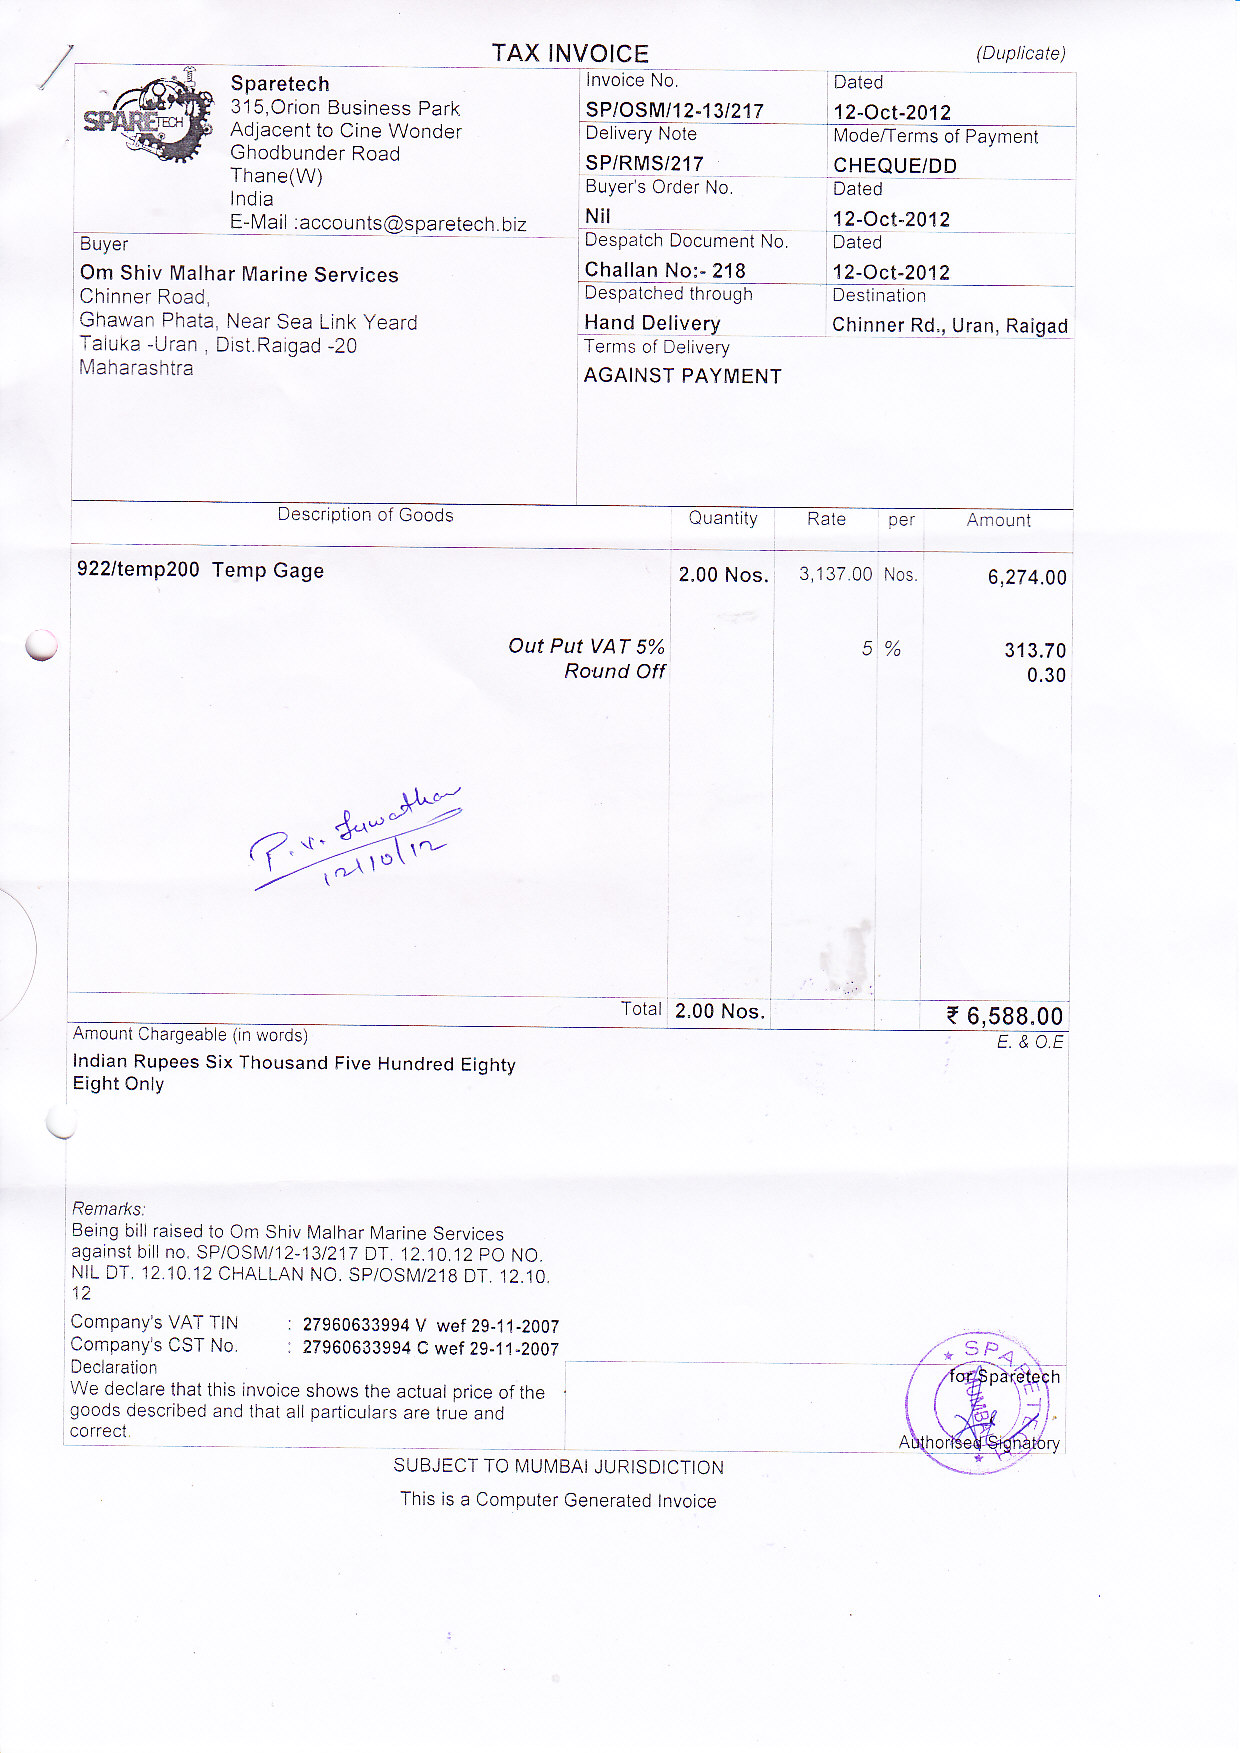 TAX INVOICE
(Duplicate)
SPARETECH
Sparetech
315,Orion Business Park
Adjacent to Cine Wonder
Ghodbunder Road
Thane(W)
India
E-Mail :accounts@sparetech.biz
Invoice No.
SP/OSM/12-13/217
Dated
12-Oct-2012
Delivery Note
SP/RMS/217
Mode/Terms of Payment
CHEQUE/DD
Buyer's Order No.
Nil
Dated
12-Oct-2012
Despatch Document No.
Challan No:- 218
Dated
12-Oct-2012
Despatched through
Hand Delivery
Destination
Chinner Rd., Uran, Raigad
Terms of Delivery
AGAINST PAYMENT
Buyer
Om Shiv Malhar Marine Services
Chinner Road,
Ghawan Phata, Near Sea Link Yeard
Taluka -Uran , Dist.Raigad -20
Maharashtra
Description of Goods Quantity Rate per Amount
922/temp200 Temp Gage 2.00 Nos. 3,137.00 Nos. 6,274.00
Out Put VAT 5% 5 % 313.70
Round Off 0.30
P.V.
12/10/12
Total 2.00 Nos. ₹ 6,588.00
Amount Chargeable (in words)
E. & O.E
Indian Rupees Six Thousand Five Hundred Eighty
Eight Only
Remarks:
Being bill raised to Om Shiv Malhar Marine Services
against bill no. SP/OSM/12-13/217 DT. 12.10.12 PO NO.
NIL DT. 12.10.12 CHALLAN NO. SP/OSM/218 DT. 12.10.
12
Company's VAT TIN : 27960633994 V wef 29-11-2007
Company's CST No. : 27960633994 C wef 29-11-2007
Declaration
We declare that this invoice shows the actual price of the
goods described and that all particulars are true and
correct.
for Sparetech
Authorised Signatory
SPARETECH
MUMBAI
SUBJECT TO MUMBAI JURISDICTION
This is a Computer Generated Invoice